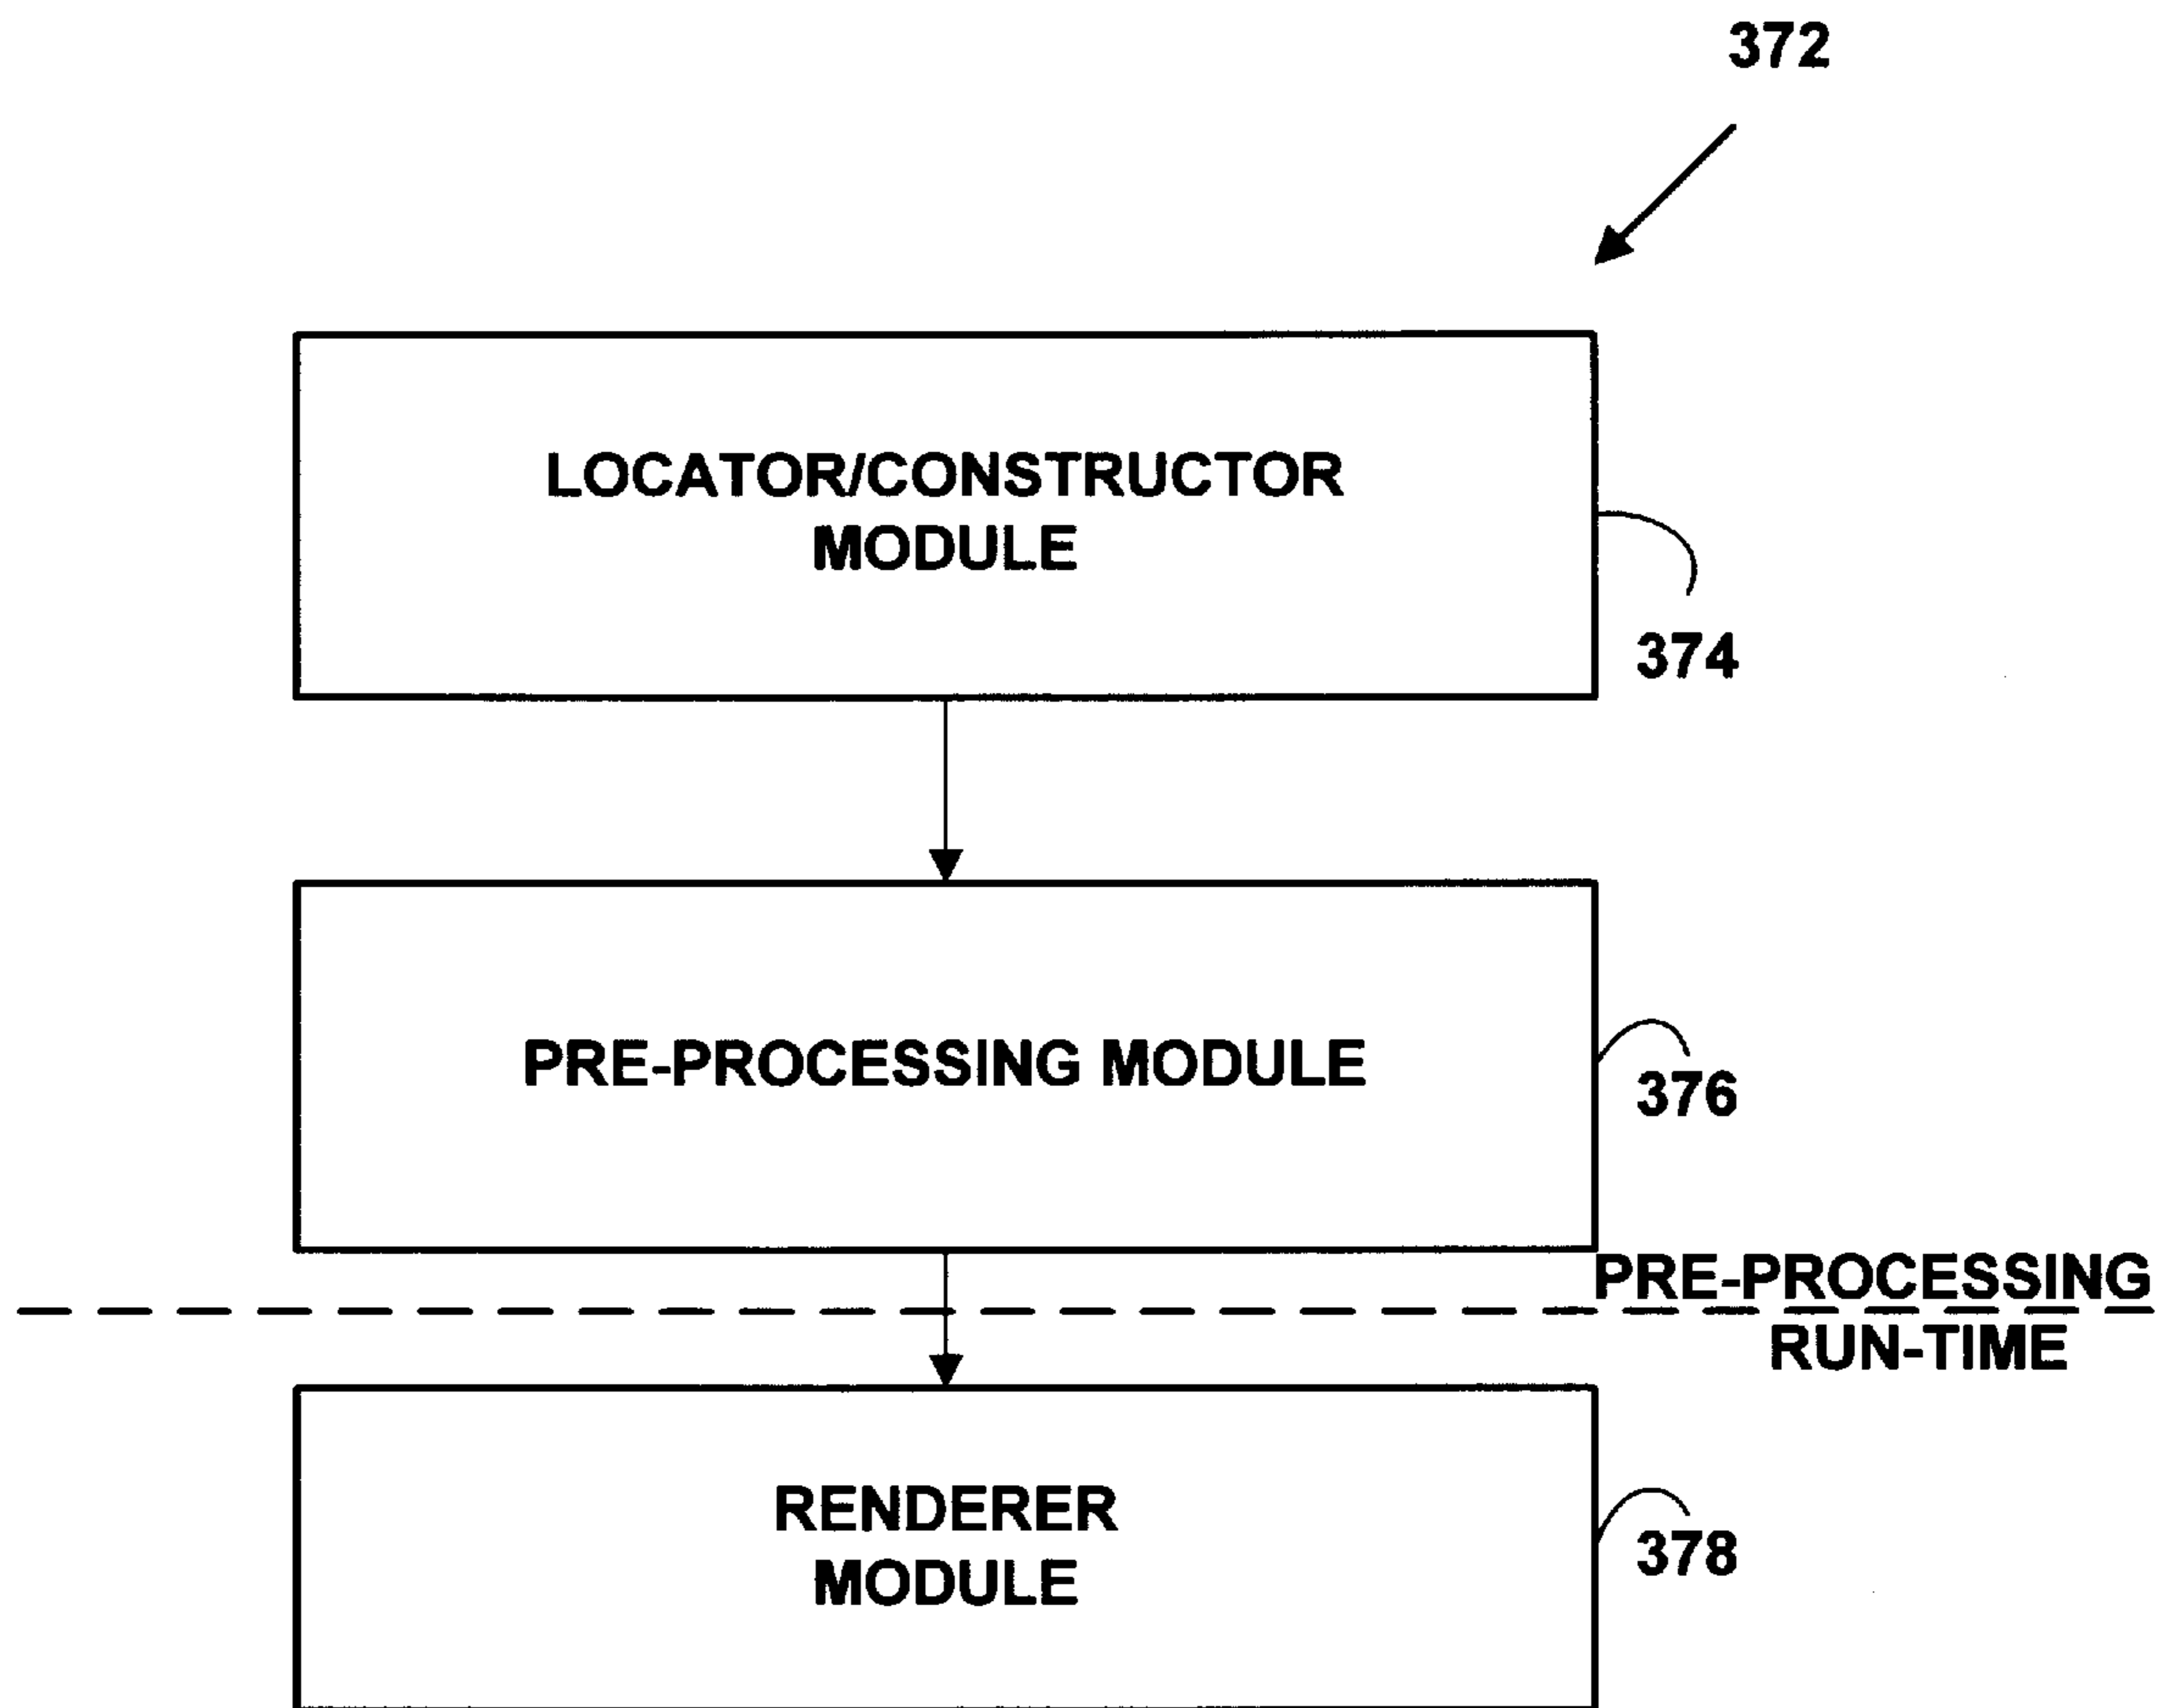 372
LOCATOR/CONSTRUCTOR
MODULE
374
PRE-PROCESSING MODULE
376
PRE-PROCESSING
RUN-TIME
RENDERER
MODULE
378